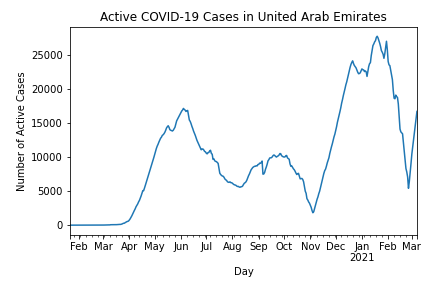 Active COVID-19 Cases in United Arab Emirates
Number of Active Cases
25000
20000
15000
10000
5000
0
Feb Mar Apr May Jun Jul Aug Sep Oct Nov Dec Jan Feb Mar
2021
Day